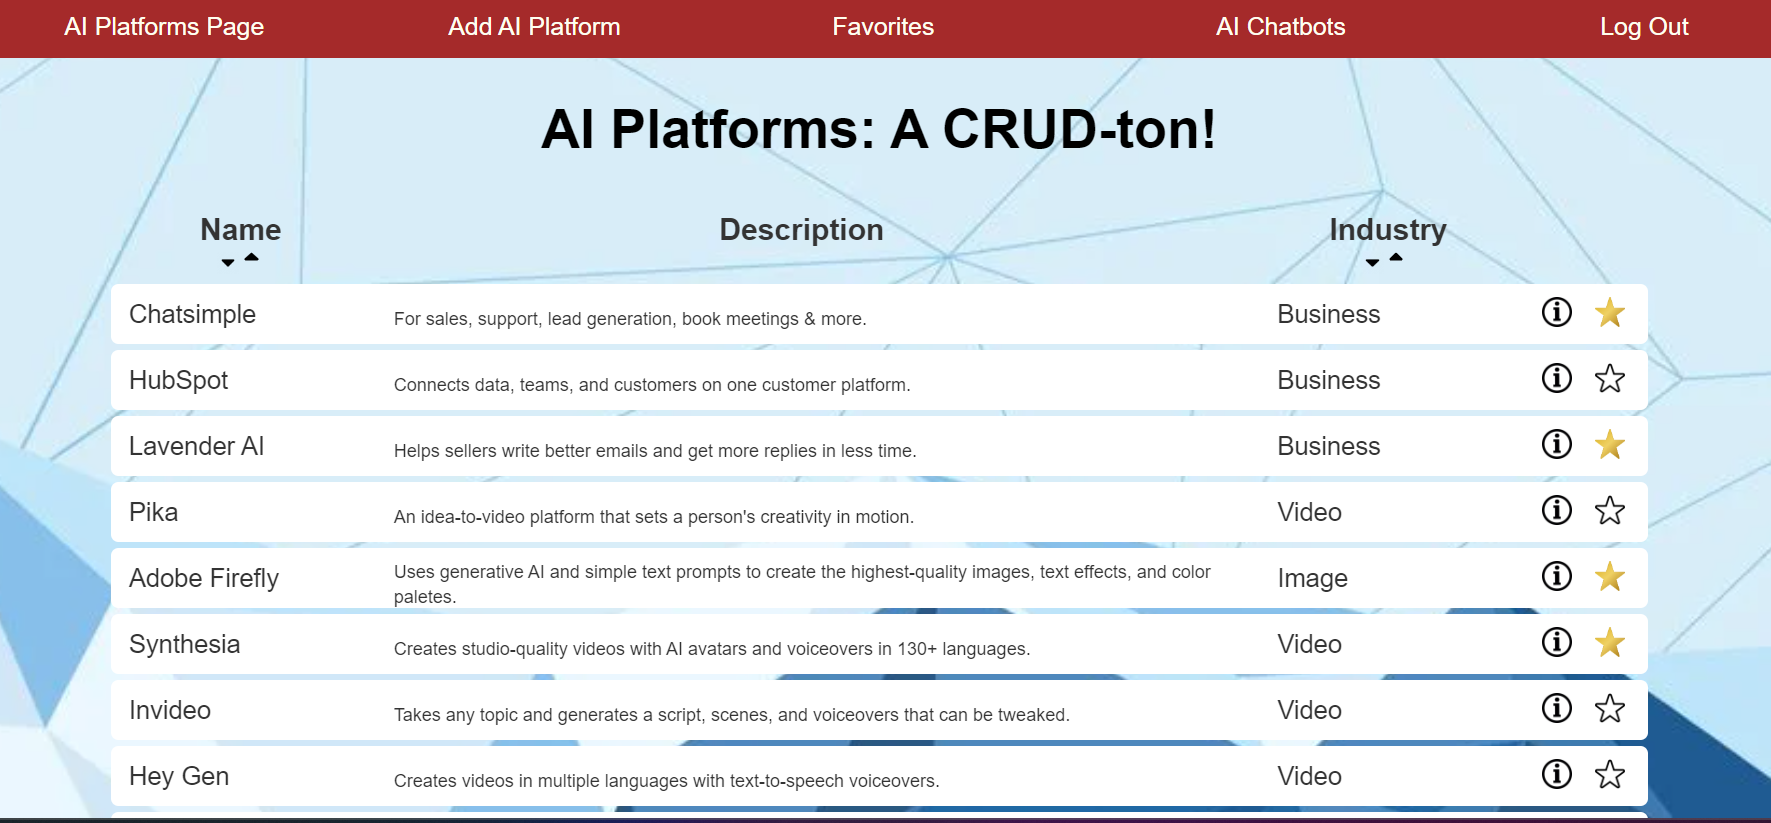 AI Platforms Page Add AI Platform Favorites AI Chatbots Log Out
AI Platforms: A CRUD-ton!
Name Description Industry
Chatsimple For sales, support, lead generation, book meetings & more. Business
HubSpot Connects data, teams, and customers on one customer platform. Business
Lavender AI Helps sellers write better emails and get more replies in less time. Business
Pika An idea-to-video platform that sets a person's creativity in motion. Video
Adobe Firefly Uses generative AI and simple text prompts to create the highest-quality images, text effects, and color Image
paletes.
Synthesia Creates studio-quality videos with AI avatars and voiceovers in 130+ languages. Video
Invideo Takes any topic and generates a script, scenes, and voiceovers that can be tweaked. Video
Hey Gen Creates videos in multiple languages with text-to-speech voiceovers. Video